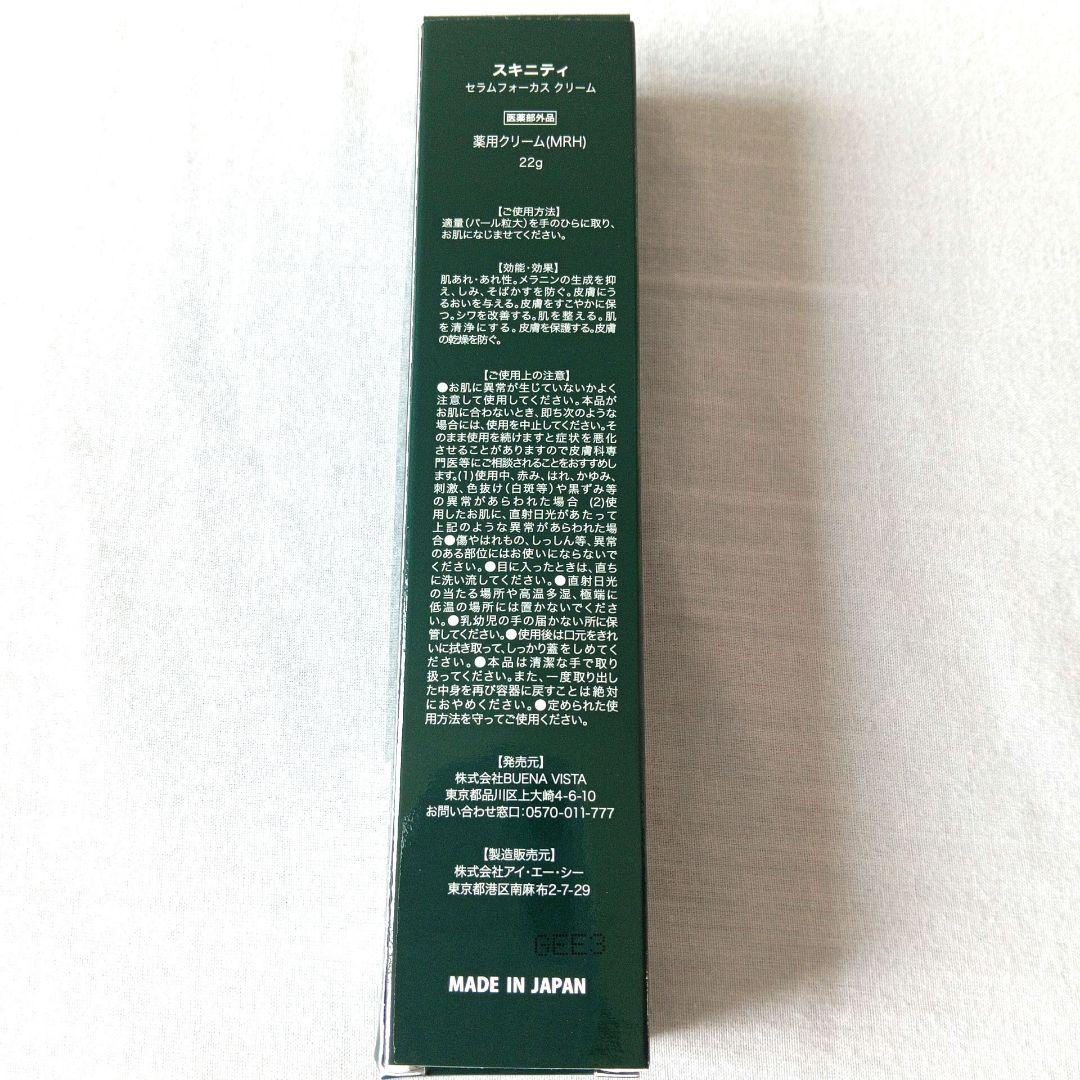 スキニティ
セラムフォーカス クリーム
医薬部外品
薬用クリーム(MRH)
22g
【ご使用方法】
適量(パール粒大)を手のひらに取り、
お肌になじませてください。
【効能・効果】
肌あれ・あれ性。メラニンの生成を抑
え、しみ、そばかすを防ぐ。皮膚にう
るおいを与える。皮膚をすこやかに保
つ。シワを改善する。肌を整える。肌
を清浄にする。皮膚を保護する。皮膚
の乾燥を防ぐ。
【ご使用上の注意】
●お肌に異常が生じていないかよく
注意して使用してください。本品が
お肌に合わないとき、即ち次のような
場合には、使用を中止してください。そ
のまま使用を続けますと症状を悪化
させることがありますので皮膚科専
門医等にご相談されることをおすすめし
ます。(1)使用中、赤み、はれ、かゆみ、
刺激、色抜け(白斑等)や黒ずみ等
の異常があらわれた場合 (2)使
用したお肌に、直射日光があたって
上記のような異常があらわれた場
合●傷やはれもの、しっしん等、異常
のある部位にはお使いにならないで
ください。●目に入ったときは、直ち
に洗い流してください。●直射日光
の当たる場所や高温多湿、極端に
低温の場所には置かないでくださ
い。●乳幼児の手の届かない所に保
管してください。●使用後は口元をきれ
いに拭き取って、しっかり蓋をしめてく
ださい。●本品は清潔な手で取り
扱ってください。また、一度取り出し
た中身を再び容器に戻すことは絶対
におやめください。●定められた使
用方法を守ってご使用ください。
【発売元】
株式会社BUENA VISTA
東京都品川区上大崎4-6-10
お問い合わせ窓口:0570-011-777
【製造販売元】
株式会社アイ・エー・シー
東京都港区南麻布2-7-29
GEE3
MADE IN JAPAN